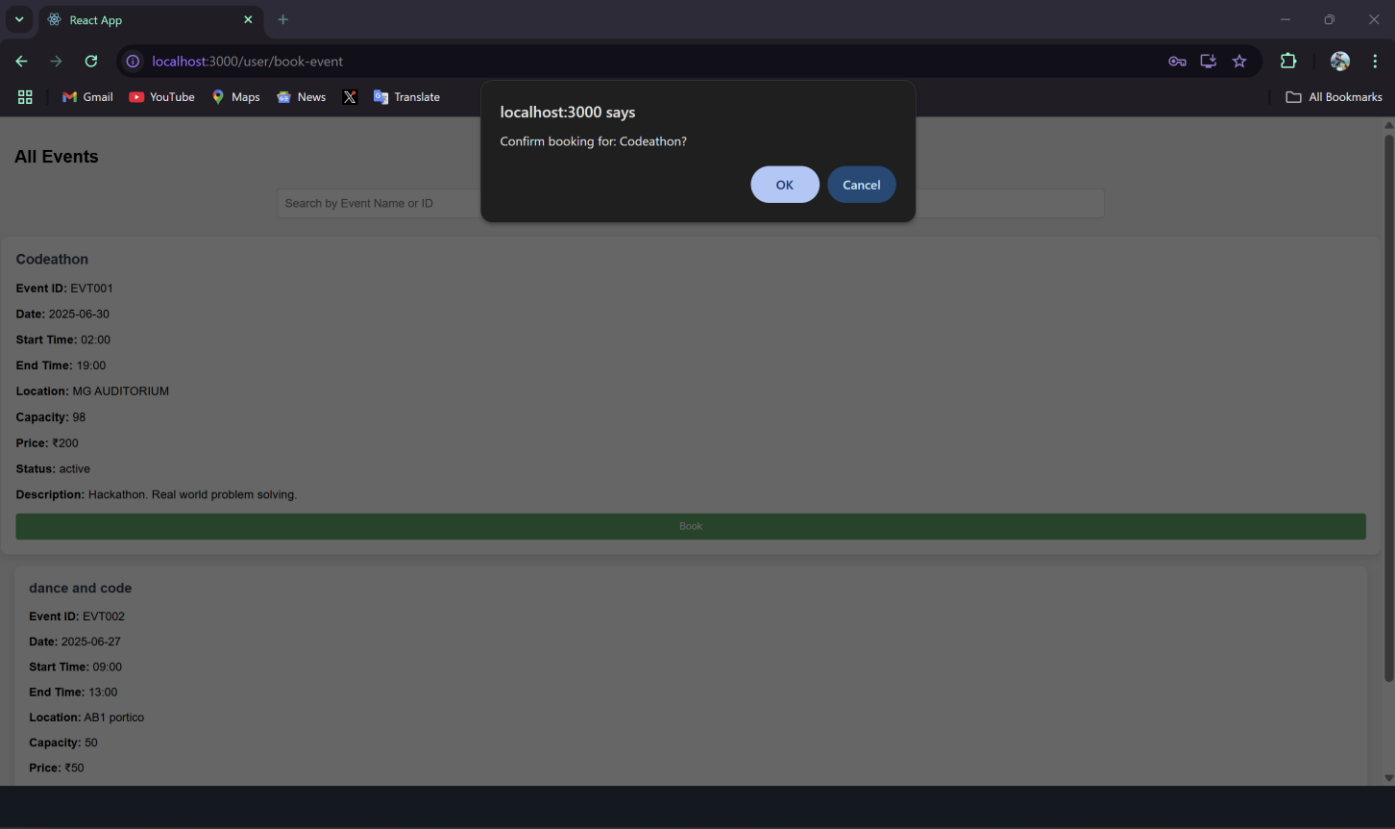 React App
localhost:3000/user/book-event
Gmail YouTube Maps News Translate All Bookmarks
localhost:3000 says
Confirm booking for: Codeathon?
OK Cancel
All Events
Search by Event Name or ID
Codeathon
Event ID: EVT001
Date: 2025-06-30
Start Time: 02:00
End Time: 19:00
Location: MG AUDITORIUM
Capacity: 98
Price: ₹200
Status: active
Description: Hackathon. Real world problem solving.
Book
dance and code
Event ID: EVT002
Date: 2025-06-27
Start Time: 09:00
End Time: 13:00
Location: AB1 portico
Capacity: 50
Price: ₹50